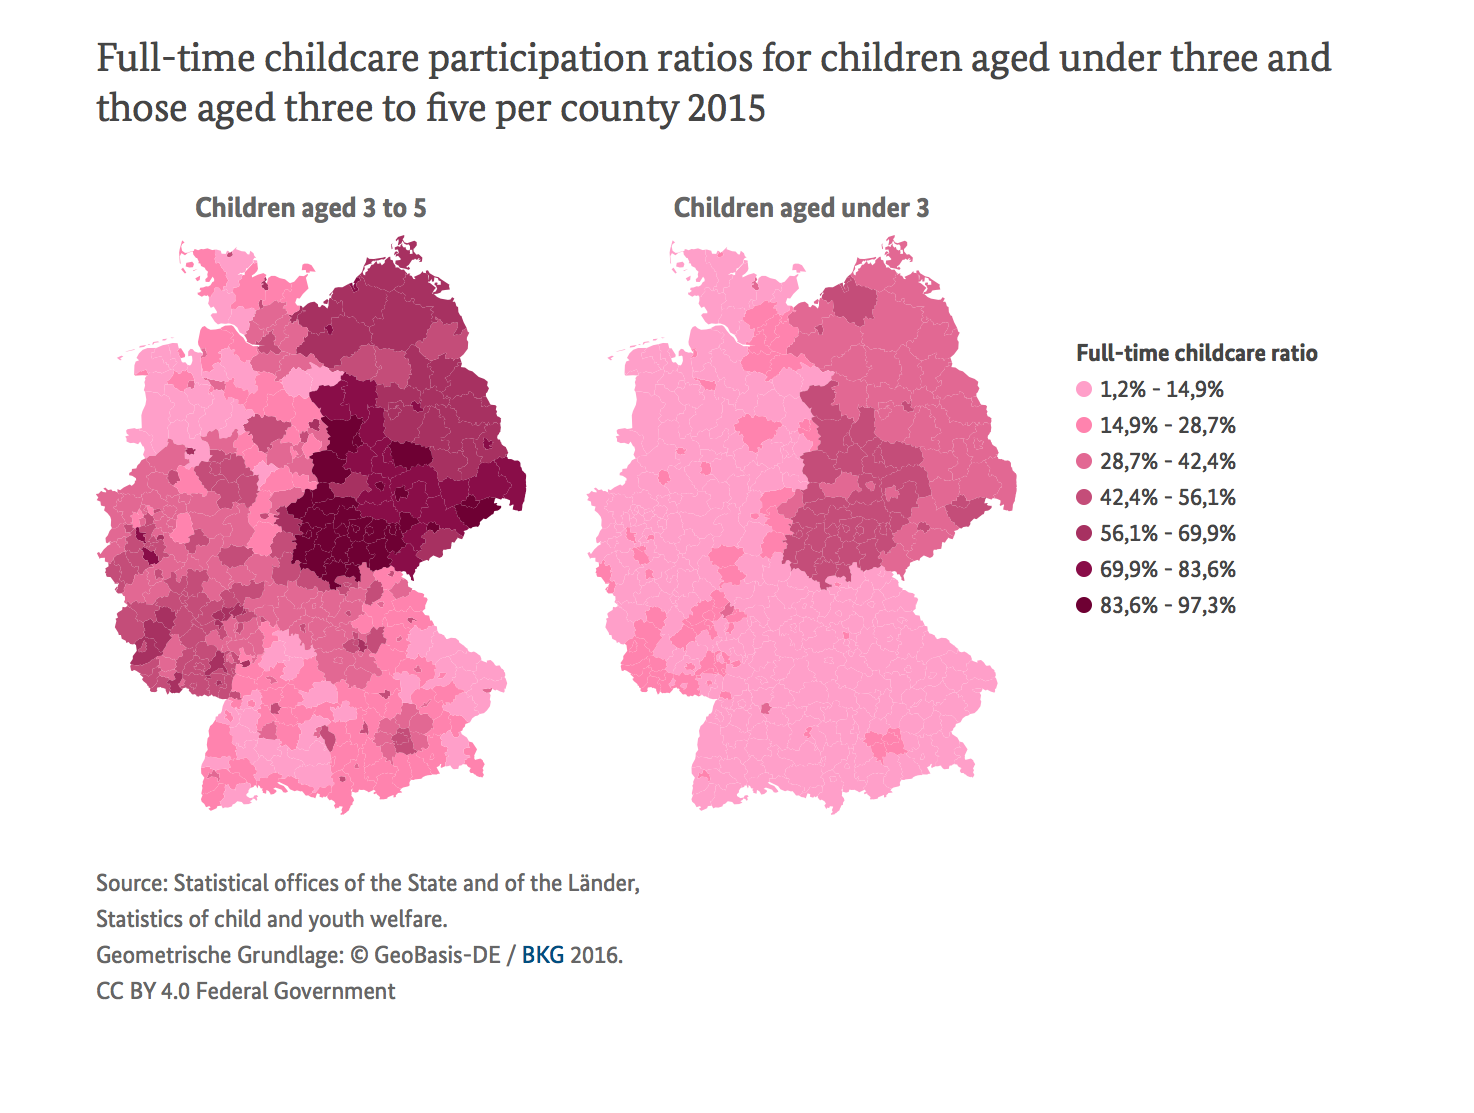 Full-time childcare participation ratios for children aged under three and
those aged three to five per county 2015
Children aged 3 to 5
Children aged under 3
Full-time childcare ratio
1,2% - 14,9%
14,9% - 28,7%
28,7% - 42,4%
42,4% - 56,1%
56,1% - 69,9%
69,9% - 83,6%
83,6% - 97,3%
Source: Statistical offices of the State and of the Länder,
Statistics of child and youth welfare.
Geometrische Grundlage: © GeoBasis-DE / BKG 2016.
CC BY 4.0 Federal Government